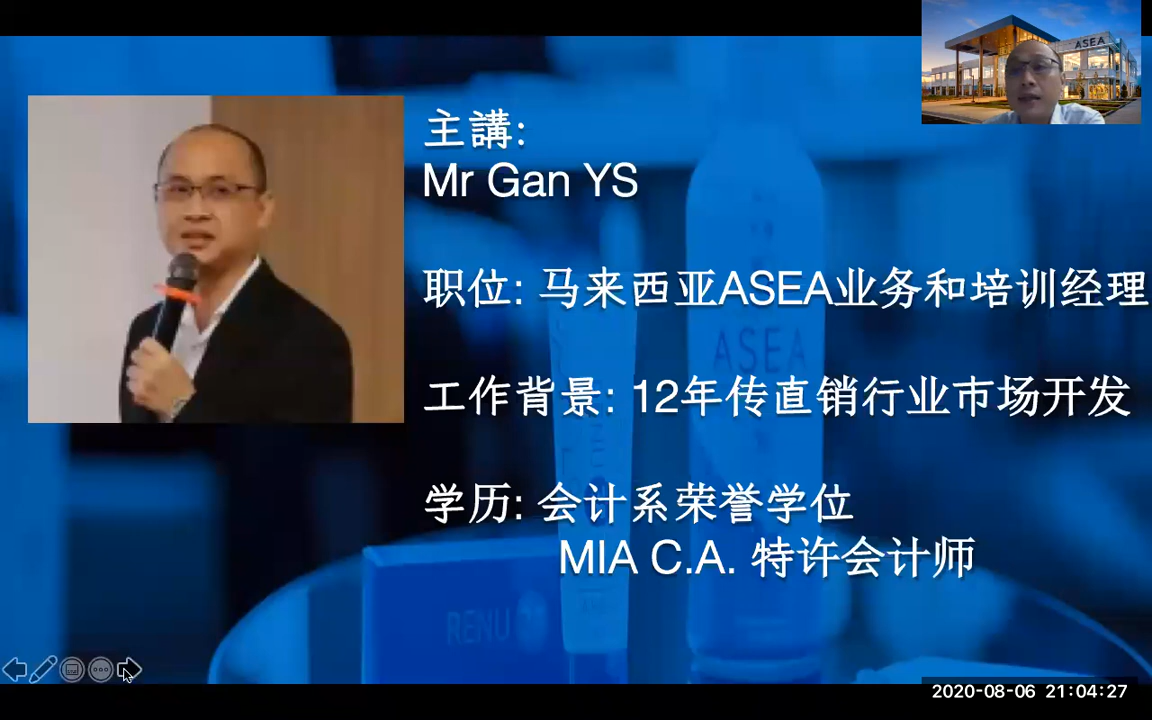 ASEA
主講:
Mr Gan YS
职位: 马来西亚ASEA业务和培训经理
ASEA
工作背景: 12年传直销行业市场开发
学历: 会计系荣誉学位
MIA C.A. 特许会计师
RENU
2020-08-06 21:04:27